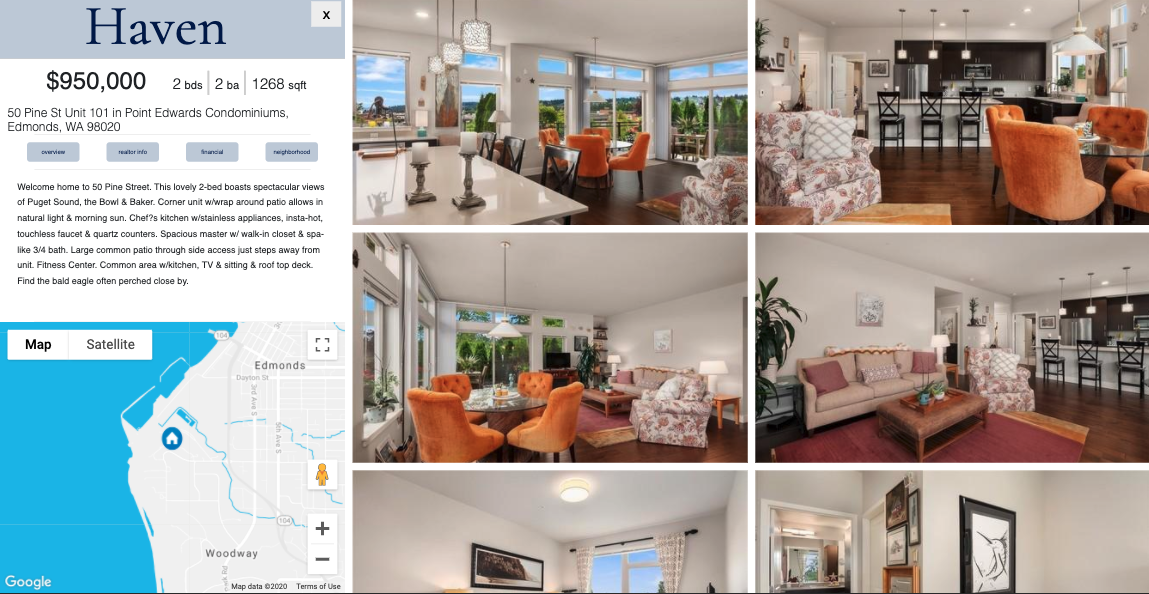 Haven
X
$950,000 2 bds 2 ba 1268 sqft
50 Pine St Unit 101 in Point Edwards Condominiums,
Edmonds, WA 98020
overview realtor info financial neighborhood
Welcome home to 50 Pine Street. This lovely 2-bed boasts spectacular views
of Puget Sound, the Bowl & Baker. Corner unit w/wrap around patio allows in
natural light & morning sun. Chef?s kitchen w/stainless appliances, insta-hot,
touchless faucet & quartz counters. Spacious master w/ walk-in closet & spa-
like 3/4 bath. Large common patio through side access just steps away from
unit. Fitness Center. Common area w/kitchen, TV & sitting & roof top deck.
Find the bald eagle often perched close by.
Map Satellite
104
Edmonds
Dayton St
3rd Ave S
5th Ave S
104
Woodway
Google
Map data ©2020 Terms of Use